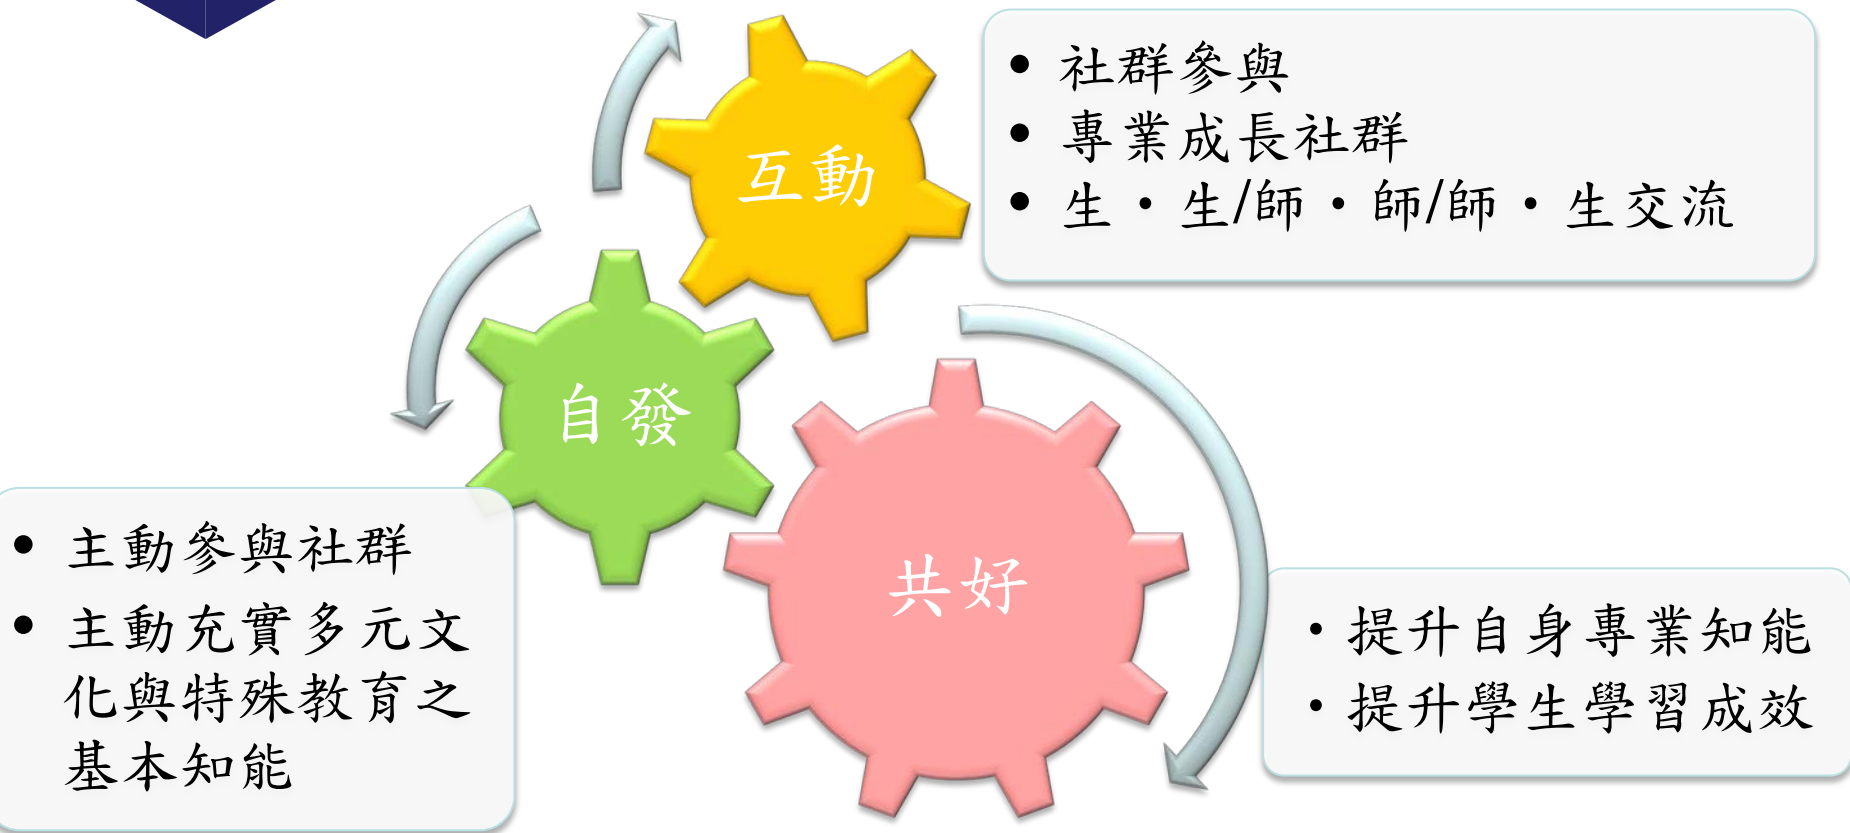 互動
• 社群參與
• 專業成長社群
• 生・生/師・師/師・生交流
自發
• 主動參與社群
• 主動充實多元文
化與特殊教育之
基本知能
共好
・提升自身專業知能
・提升學生學習成效